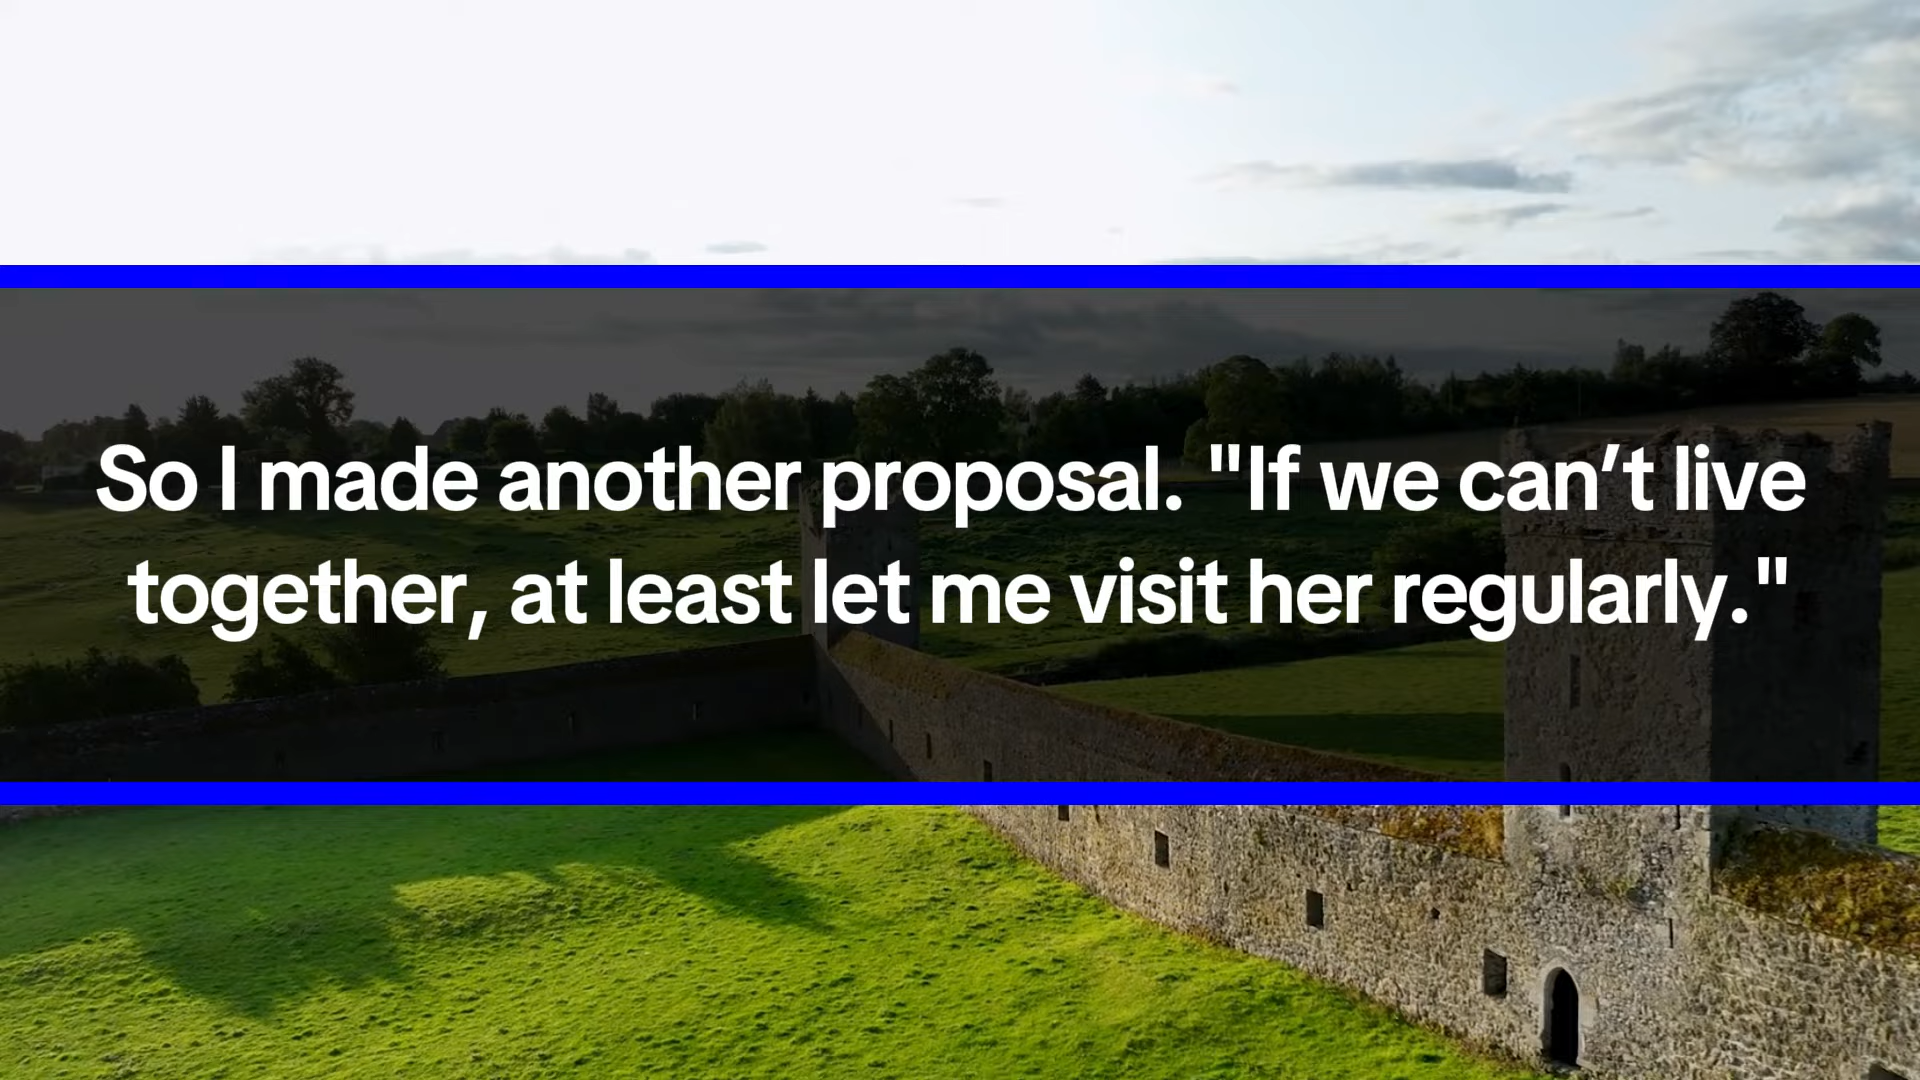 So I made another proposal. "If we can’t live
together, at least let me visit her regularly."